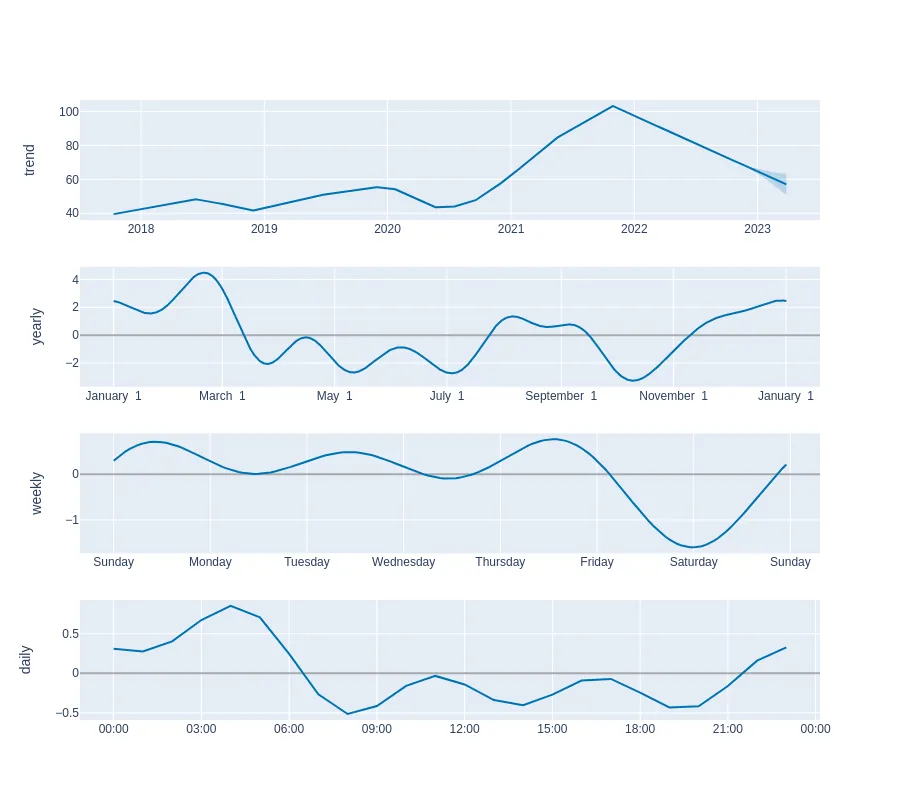 trend
100
80
60
40
2018 2019 2020 2021 2022 2023
yearly
4
2
0
−2
January 1 March 1 May 1 July 1 September 1 November 1 January 1
weekly
0
−1
Sunday Monday Tuesday Wednesday Thursday Friday Saturday Sunday
daily
0.5
0
−0.5
00:00 03:00 06:00 09:00 12:00 15:00 18:00 21:00 00:00